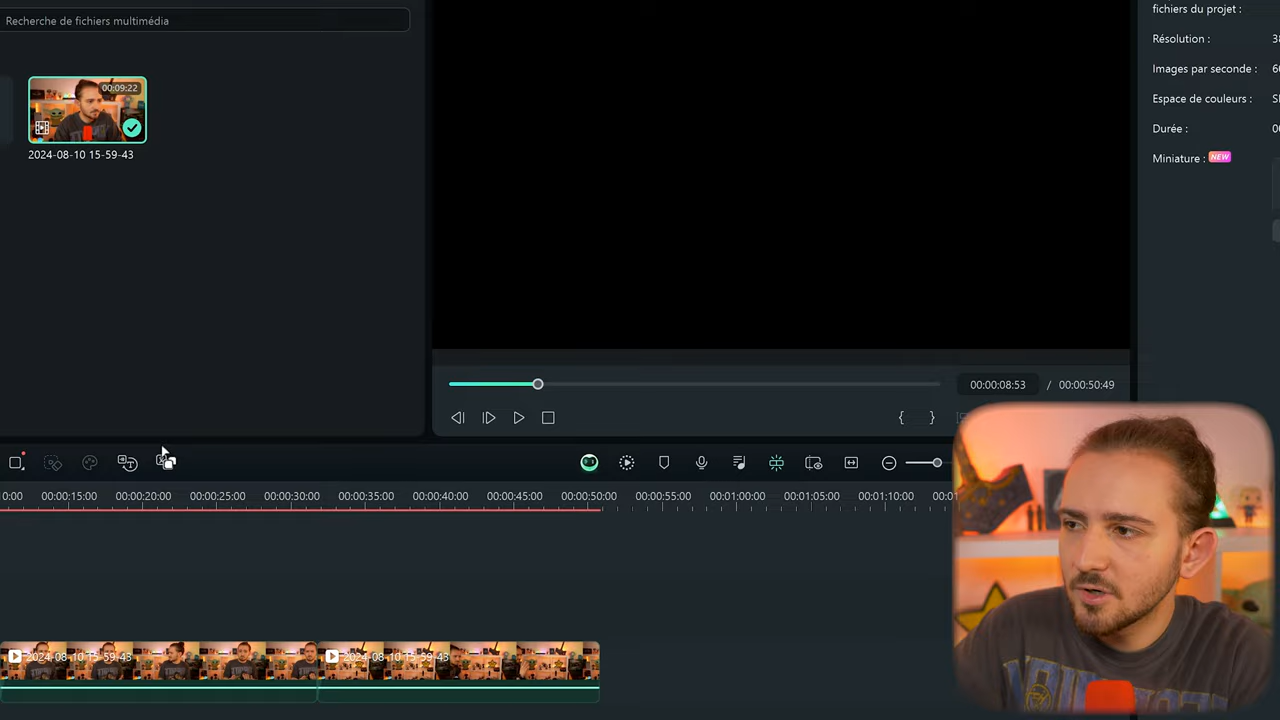 Recherche de fichiers multimédia
fichiers du projet :
Résolution :
Images par seconde :
Espace de couleurs :
Durée :
Miniature : NEW
00:09:22
2024-08-10 15-59-43
00:00:08:53 / 00:00:50:49
{ }
0:00 00:00:15:00 00:00:20:00 00:00:25:00 00:00:30:00 00:00:35:00 00:00:40:00 00:00:45:00 00:00:50:00 00:00:55:00 00:01:00:00 00:01:05:00 00:01:10:00
2024-08-10 15-59-43 2024-08-10 15-59-43